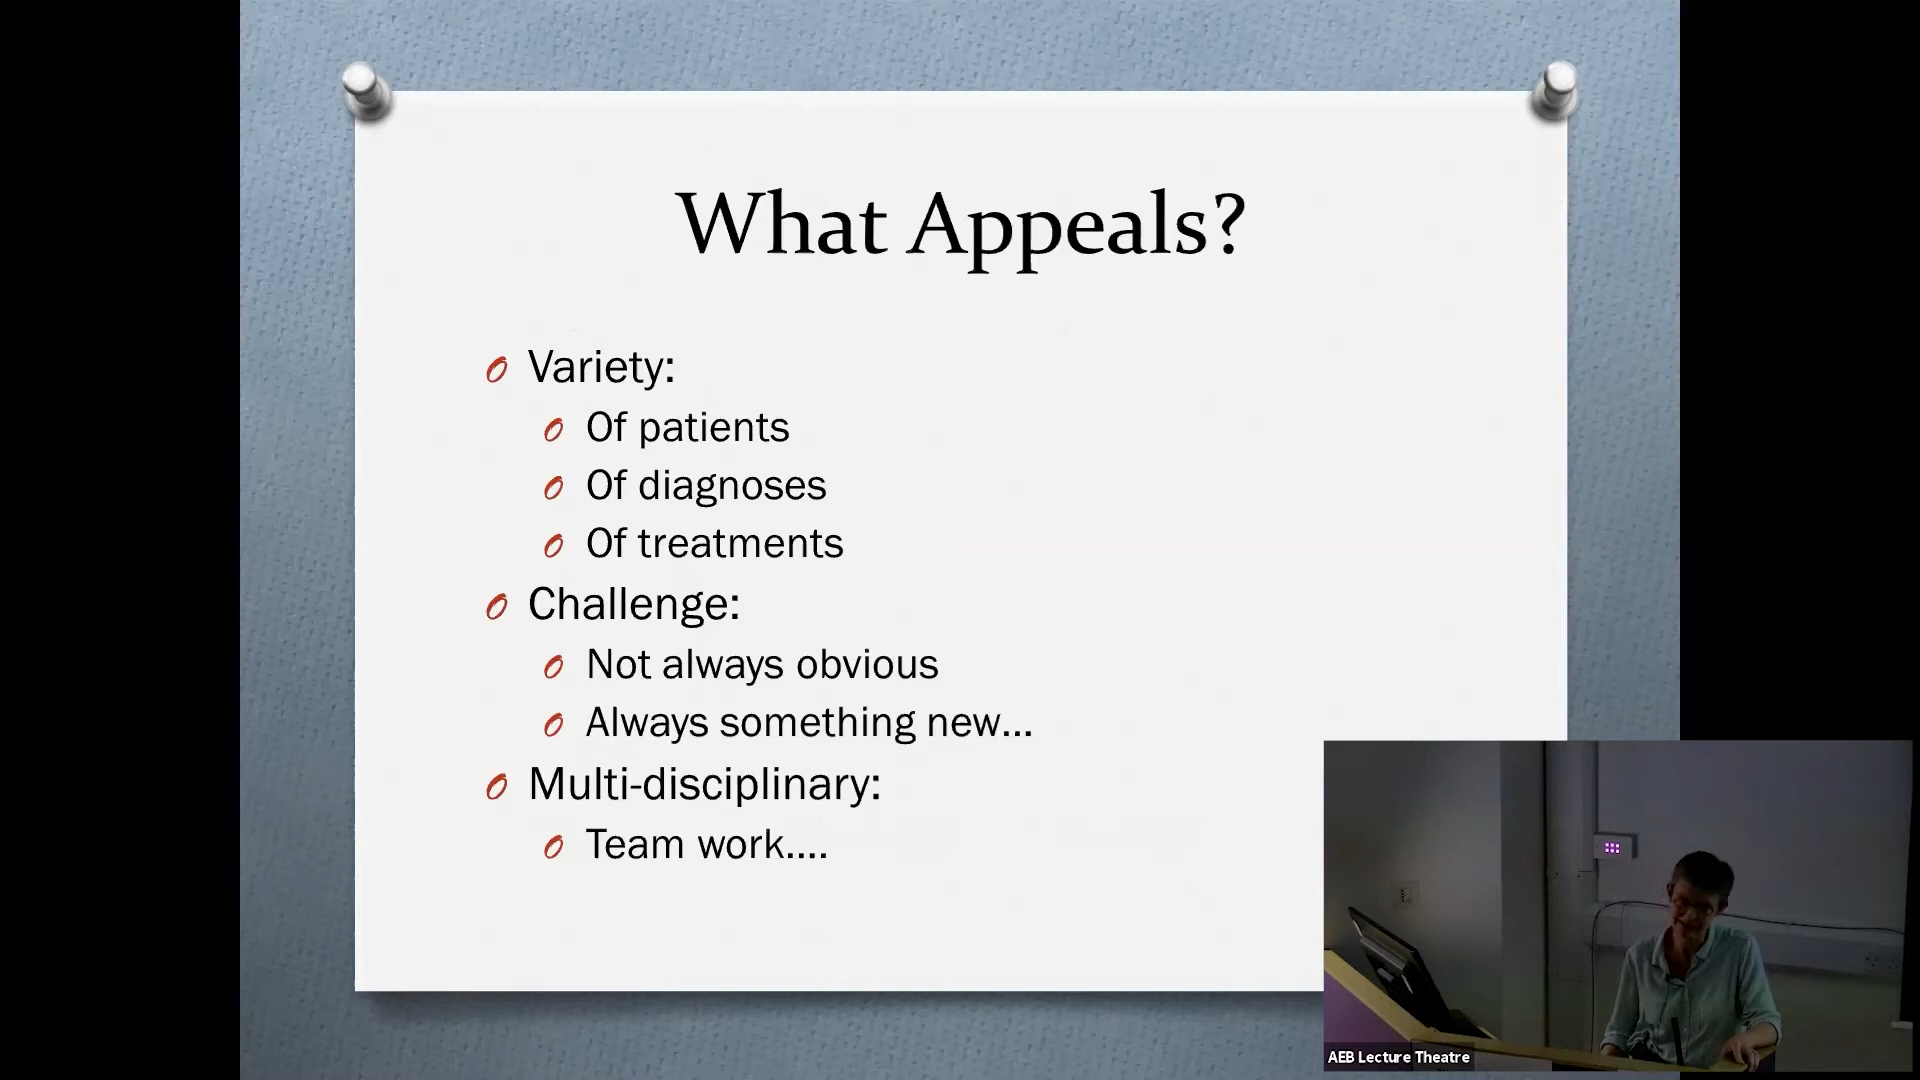 What Appeals?
Variety:
Of patients
Of diagnoses
Of treatments
Challenge:
Not always obvious
Always something new...
Multi-disciplinary:
Team work....
AEB Lecture Theatre